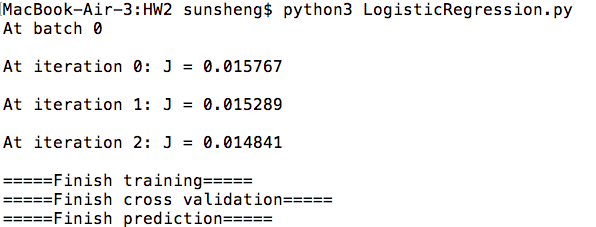 MacBook-Air-3:HW2 sunsheng$ python3 LogisticRegression.py
At batch 0
At iteration 0: J = 0.015767
At iteration 1: J = 0.015289
At iteration 2: J = 0.014841
=====Finish training=====
=====Finish cross validation=====
=====Finish prediction=====